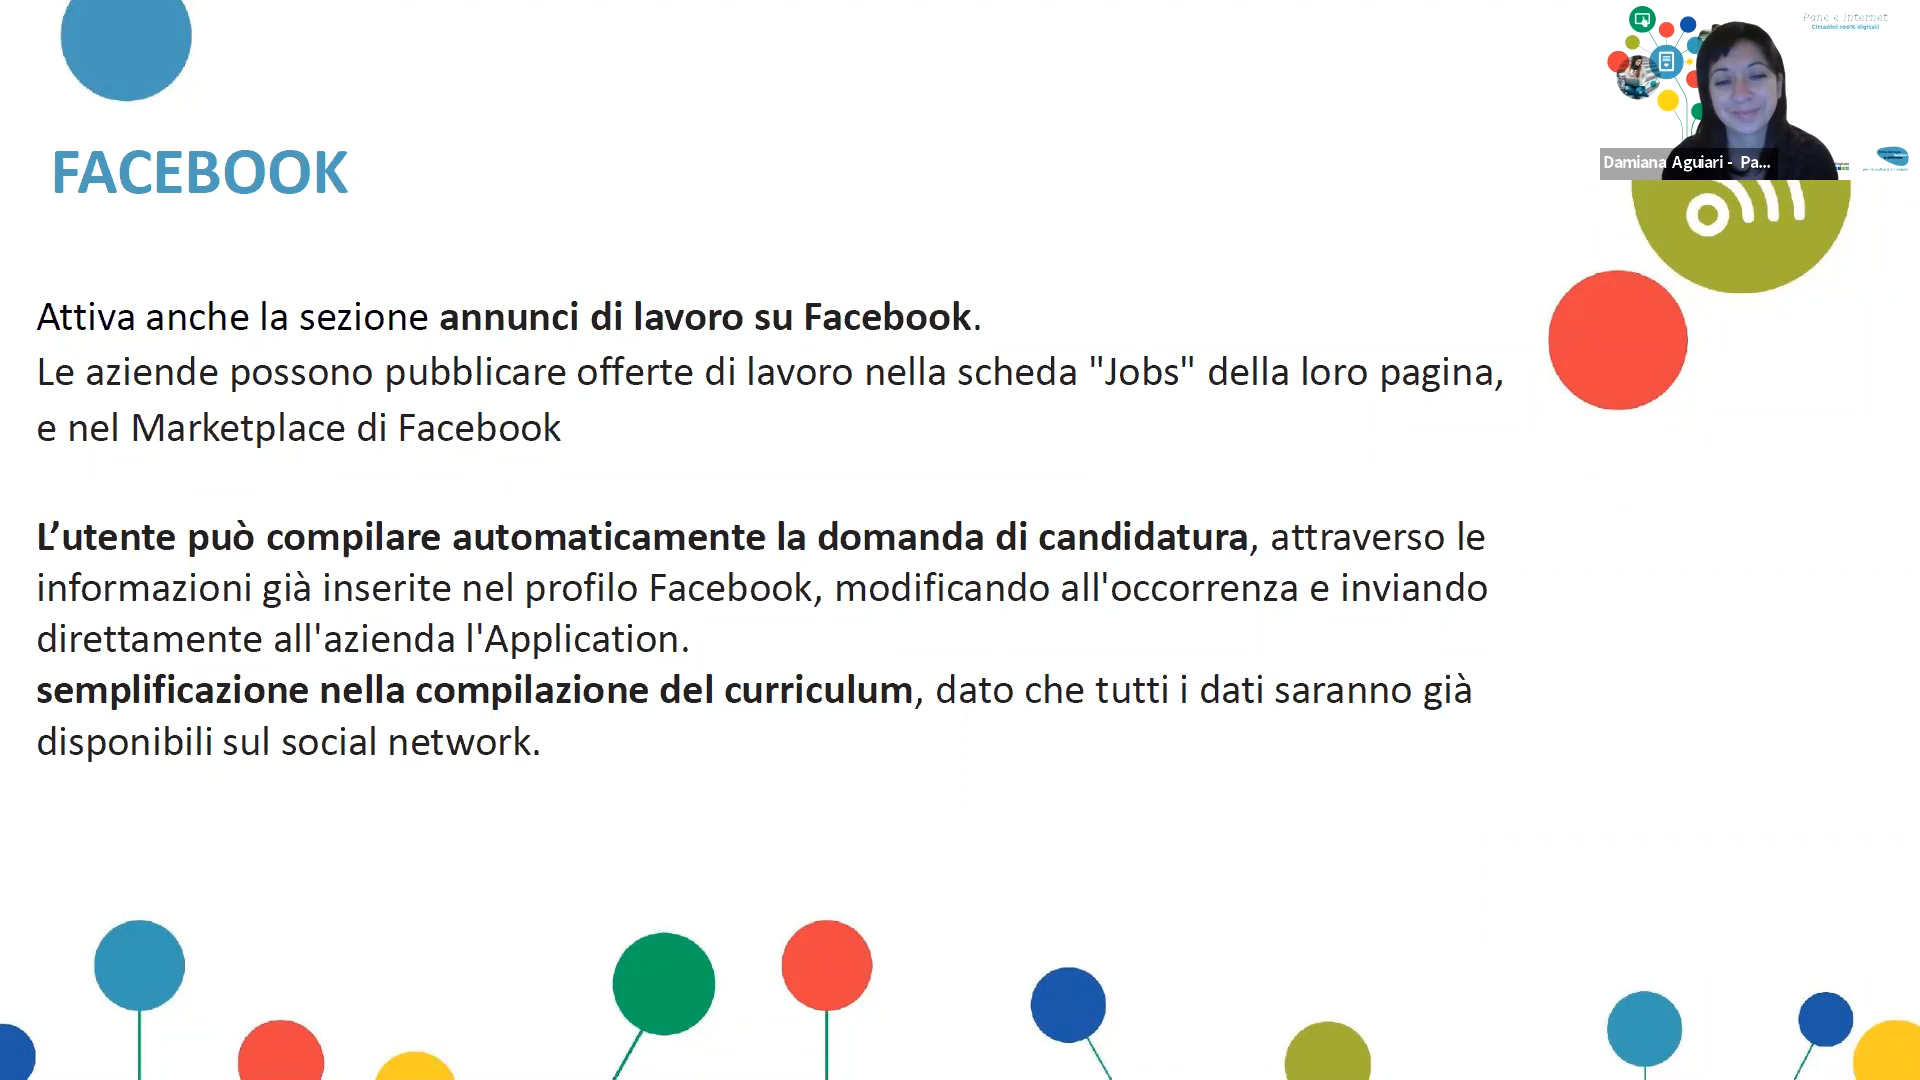 Pane e Internet
Cittadini 100% digitali
Damiana Aguiari - Pa...
FACEBOOK
Attiva anche la sezione annunci di lavoro su Facebook.
Le aziende possono pubblicare offerte di lavoro nella scheda "Jobs" della loro pagina,
e nel Marketplace di Facebook
L’utente può compilare automaticamente la domanda di candidatura, attraverso le
informazioni già inserite nel profilo Facebook, modificando all'occorrenza e inviando
direttamente all'azienda l'Application.
semplificazione nella compilazione del curriculum, dato che tutti i dati saranno già
disponibili sul social network.